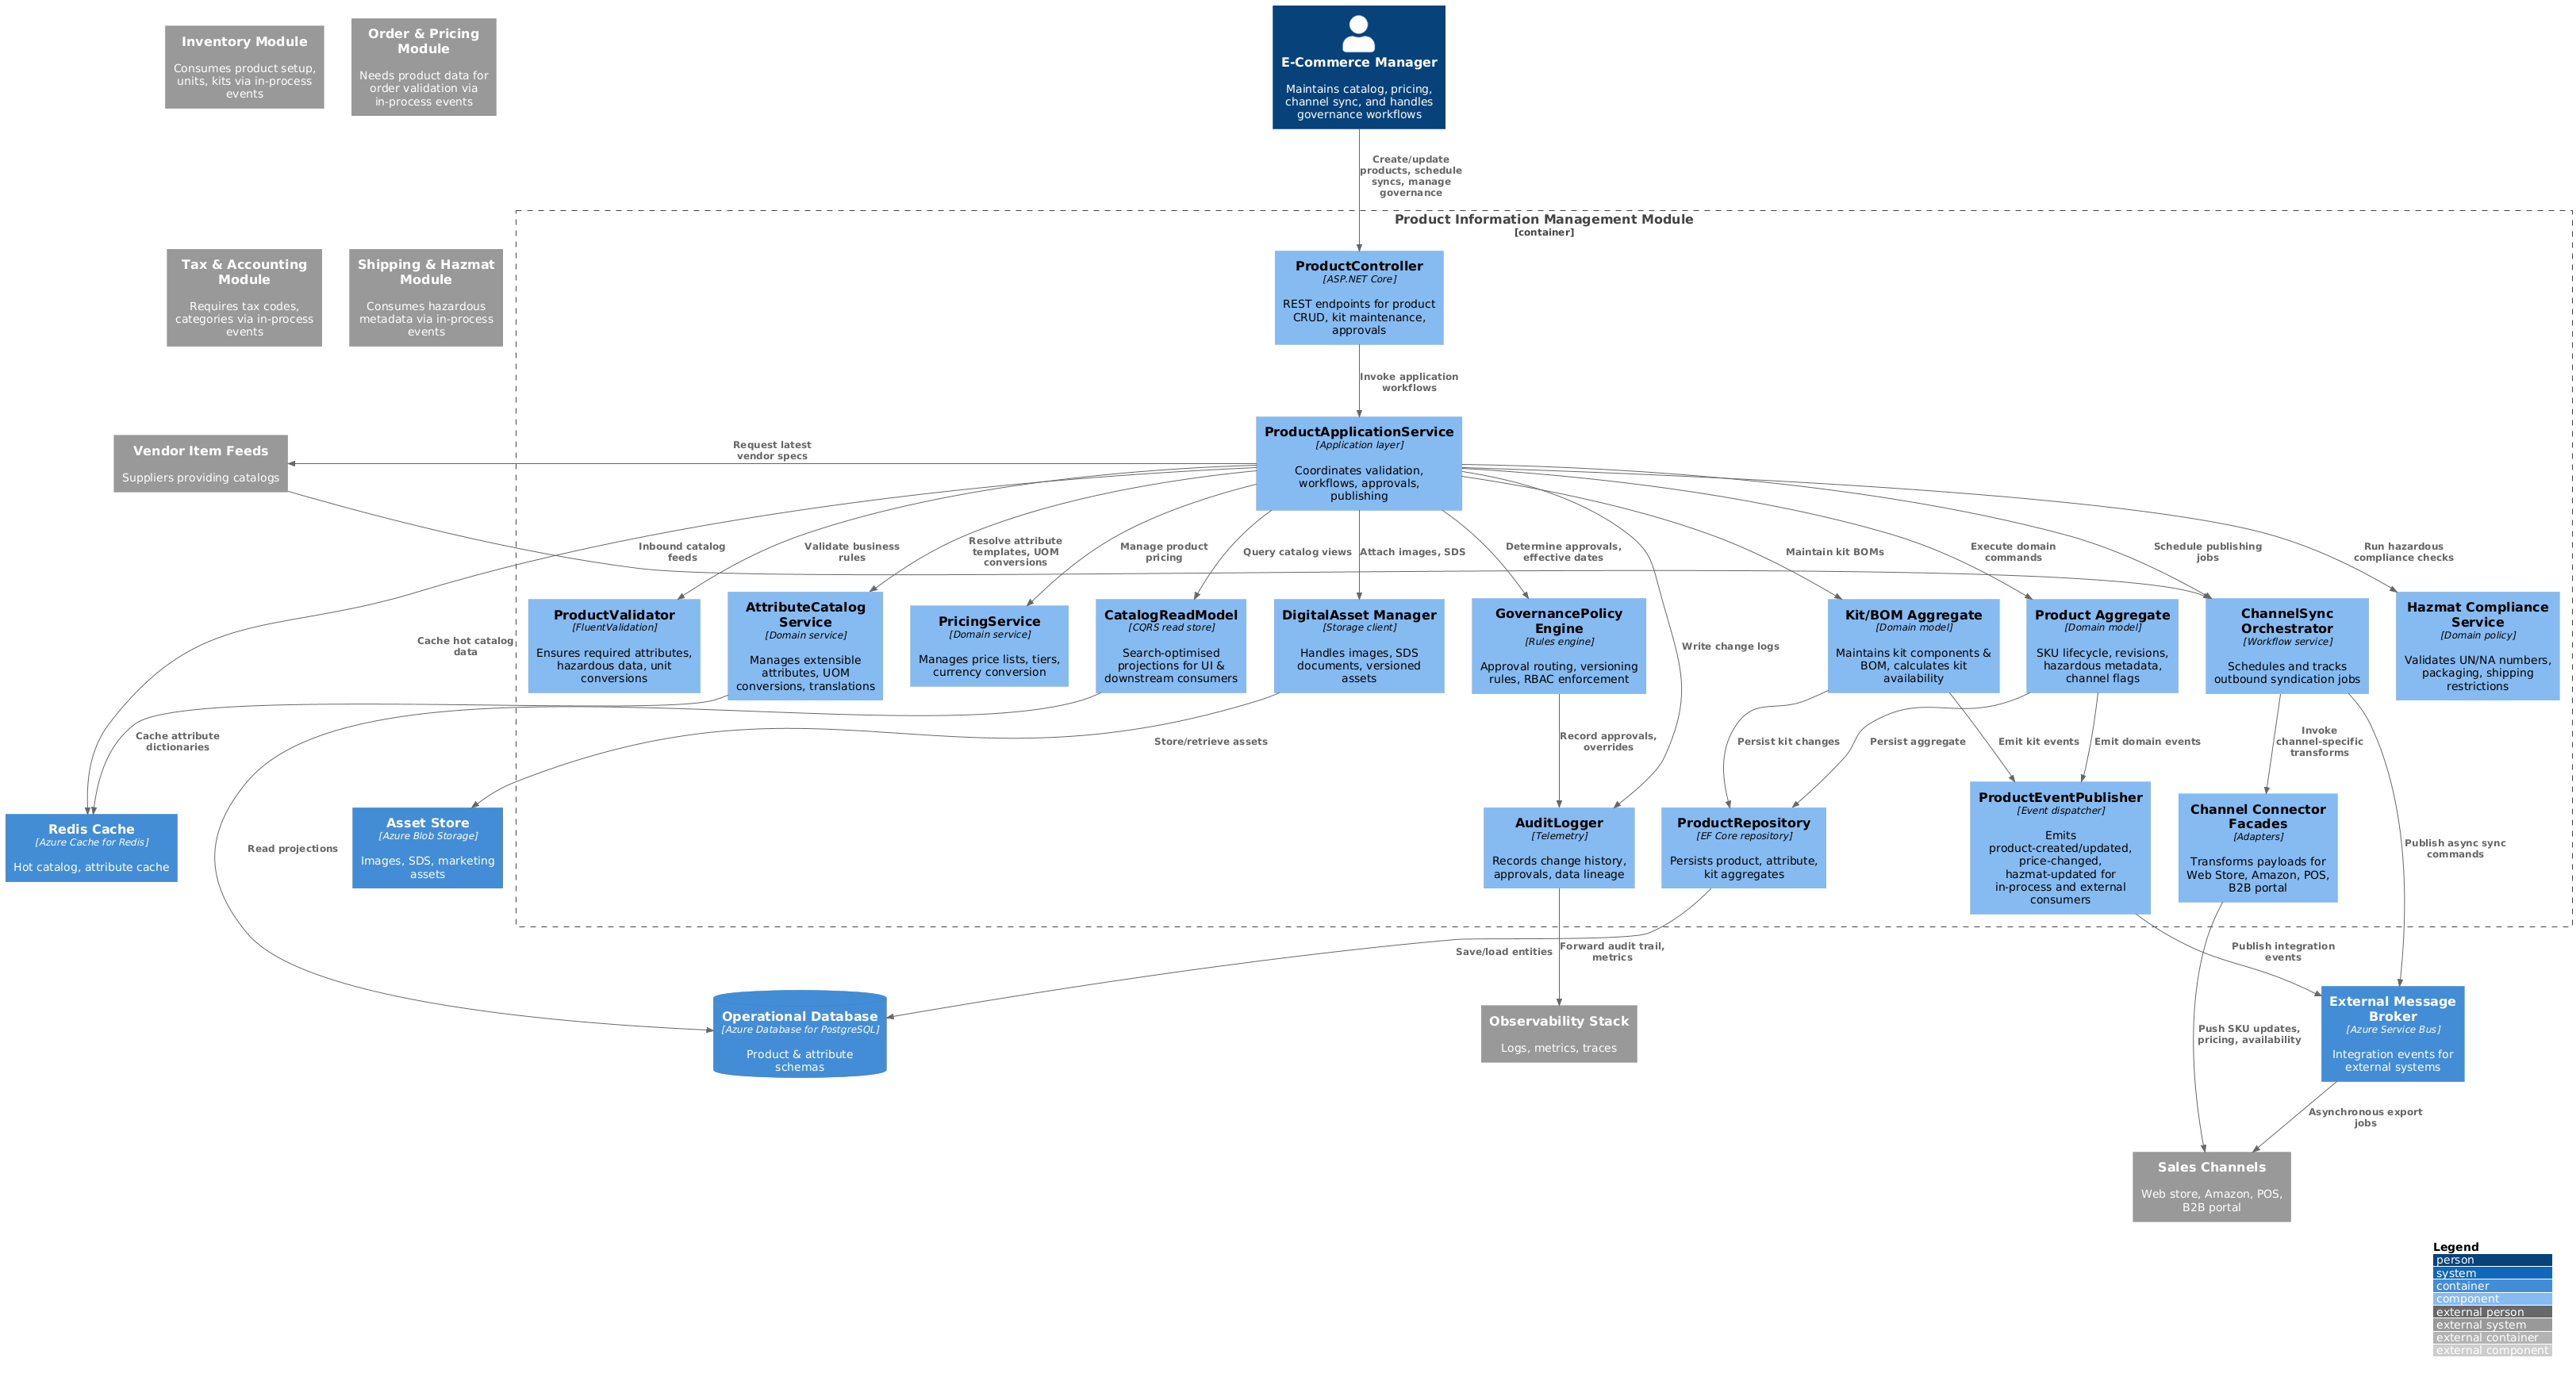 Inventory Module
Consumes product setup,
units, kits via in-process
events
Order & Pricing
Module
Needs product data for
order validation via
in-process events
E-Commerce Manager
Maintains catalog, pricing,
channel sync, and handles
governance workflows
Create/update
products, schedule
syncs, manage
governance
Product Information Management Module
[container]
Tax & Accounting
Module
Requires tax codes,
categories via in-process
events
Shipping & Hazmat
Module
Consumes hazardous
metadata via in-process
events
ProductController
[ASP.NET Core]
REST endpoints for product
CRUD, kit maintenance,
approvals
Invoke application
workflows
Vendor Item Feeds
Suppliers providing catalogs
Request latest
vendor specs
ProductApplicationService
[Application layer]
Coordinates validation,
workflows, approvals,
publishing
Inbound catalog
feeds
Validate business
rules
Resolve attribute
templates, UOM
conversions
Manage product
pricing
Query catalog views
Attach images, SDS
Determine approvals,
effective dates
Maintain kit BOMs
Execute domain
commands
Schedule publishing
jobs
Run hazardous
compliance checks
Cache hot catalog
data
ProductValidator
[FluentValidation]
Ensures required attributes,
hazardous data, unit
conversions
AttributeCatalog
Service
[Domain service]
Manages extensible
attributes, UOM
conversions, translations
PricingService
[Domain service]
Manages price lists, tiers,
currency conversion
CatalogReadModel
[CQRS read store]
Search-optimised
projections for UI &
downstream consumers
DigitalAsset Manager
[Storage client]
Handles images, SDS
documents, versioned
assets
GovernancePolicy
Engine
[Rules engine]
Approval routing, versioning
rules, RBAC enforcement
Write change logs
Kit/BOM Aggregate
[Domain model]
Maintains kit components &
BOM, calculates kit
availability
Product Aggregate
[Domain model]
SKU lifecycle, revisions,
hazardous metadata,
channel flags
ChannelSync
Orchestrator
[Workflow service]
Schedules and tracks
outbound syndication jobs
Hazmat Compliance
Service
[Domain policy]
Validates UN/NA numbers,
packaging, shipping
restrictions
Cache attribute
dictionaries
Store/retrieve assets
Record approvals,
overrides
Persist kit changes
Persist aggregate
Emit kit events
Emit domain events
Invoke
channel-specific
transforms
Redis Cache
[Azure Cache for Redis]
Hot catalog, attribute cache
Read projections
Asset Store
[Azure Blob Storage]
Images, SDS, marketing
assets
AuditLogger
[Telemetry]
Records change history,
approvals, data lineage
ProductRepository
[EF Core repository]
Persists product, attribute,
kit aggregates
ProductEventPublisher
[Event dispatcher]
Emits
product-created/updated,
price-changed,
hazmat-updated for
in-process and external
consumers
Channel Connector
Facades
[Adapters]
Transforms payloads for
Web Store, Amazon, POS,
B2B portal
Publish async sync
commands
Save/load entities
Forward audit trail,
metrics
Publish integration
events
Operational Database
[Azure Database for PostgreSQL]
Product & attribute
schemas
Observability Stack
Logs, metrics, traces
Push SKU updates,
pricing, availability
External Message
Broker
[Azure Service Bus]
Integration events for
external systems
Asynchronous export
jobs
Sales Channels
Web store, Amazon, POS,
B2B portal
Legend
person
system
container
component
external person
external system
external container
external component